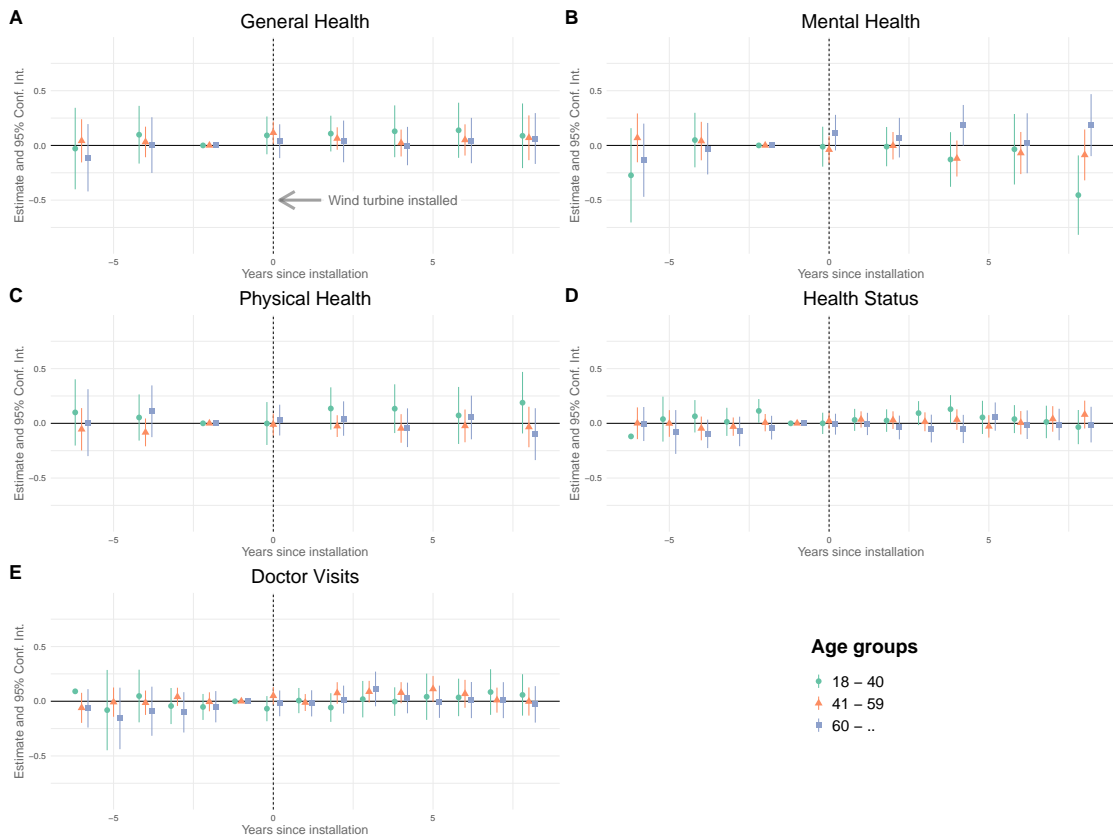 A
General Health
Estimate and 95% Conf. Int.
0.5
0.0
−0.5
Wind turbine installed
−5
0
5
Years since installation
B
Mental Health
Estimate and 95% Conf. Int.
0.5
0.0
−0.5
−5
0
5
Years since installation
C
Physical Health
Estimate and 95% Conf. Int.
0.5
0.0
−0.5
−5
0
5
Years since installation
D
Health Status
Estimate and 95% Conf. Int.
0.5
0.0
−0.5
−5
0
5
Years since installation
E
Doctor Visits
Estimate and 95% Conf. Int.
0.5
0.0
−0.5
−5
0
5
Years since installation
Age groups
18 − 40
41 − 59
60 − ..